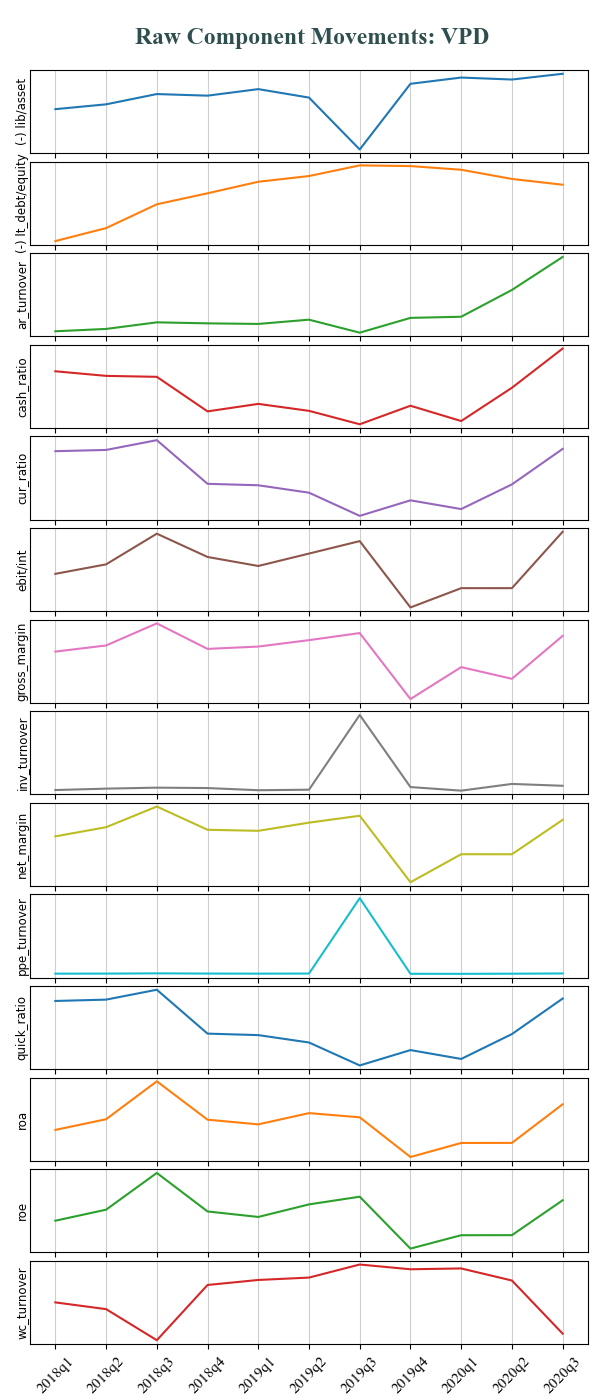 Raw Component Movements: VPD
(-) lib/asset
(-) lt_debt/equity
ar_turnover
cash_ratio
cur_ratio
ebit/int
gross_margin
inv_turnover
net_margin
ppe_turnover
quick_ratio
roa
roe
wc_turnover
2018q1 2018q2 2018q3 2018q4 2019q1 2019q2 2019q3 2019q4 2020q1 2020q2 2020q3